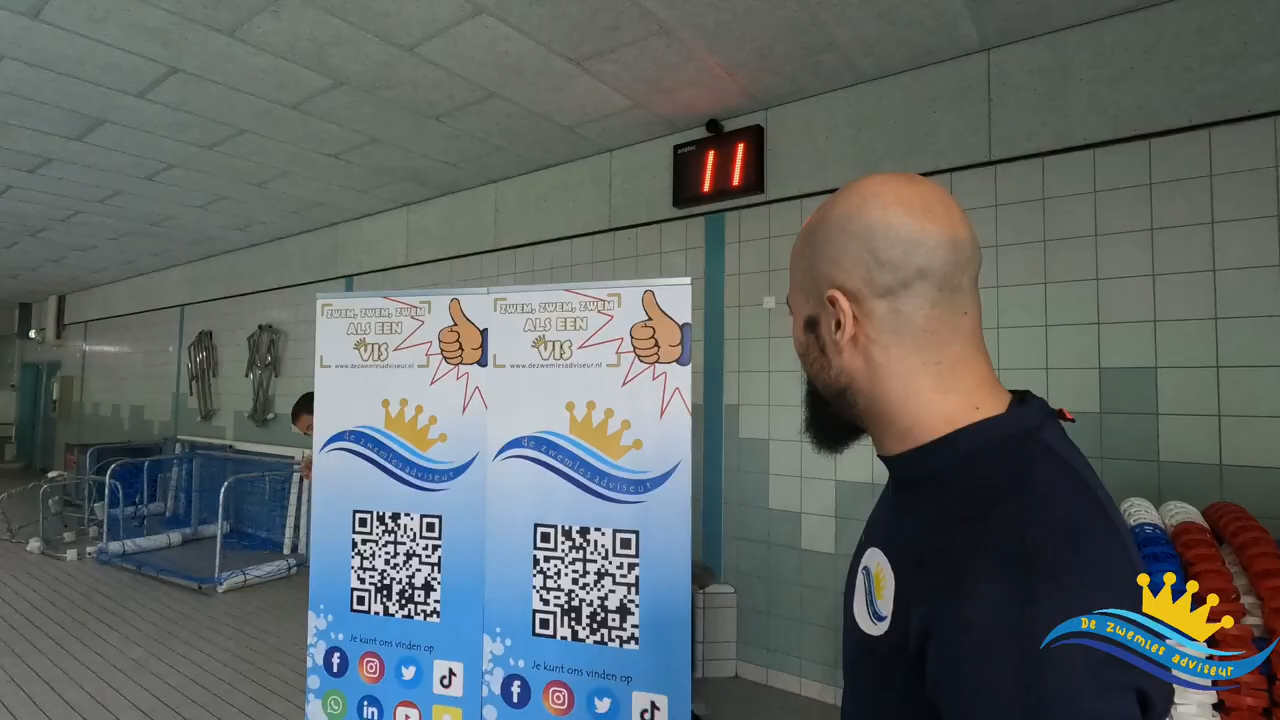 11
ZWEM, ZWEM, ZWEM
ALS EEN
VIS
www.dezwemlesadviseur.nl
de zwemlesadviseur
Je kunt ons vinden op
ZWEM, ZWEM, ZWEM
ALS EEN
VIS
www.dezwemlesadviseur.nl
de zwemlesadviseur
Je kunt ons vinden op
De zwemles adviseur